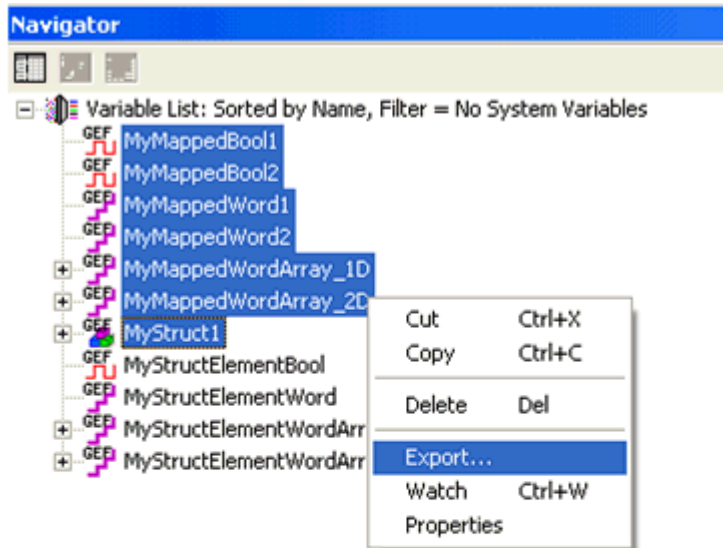 Navigator
Variable List: Sorted by Name, Filter = No System Variables
GEF MyMappedBool1
GEF MyMappedBool2
GEF MyMappedWord1
GEF MyMappedWord2
GEF MyMappedWordArray_1D
GEF MyMappedWordArray_2D
GEF MyStruct1
GEF MyStructElementBool
GEF MyStructElementWord
GEF MyStructElementWordArr
GEF MyStructElementWordArr
Cut Ctrl+X
Copy Ctrl+C
Delete Del
Export...
Watch Ctrl+W
Properties